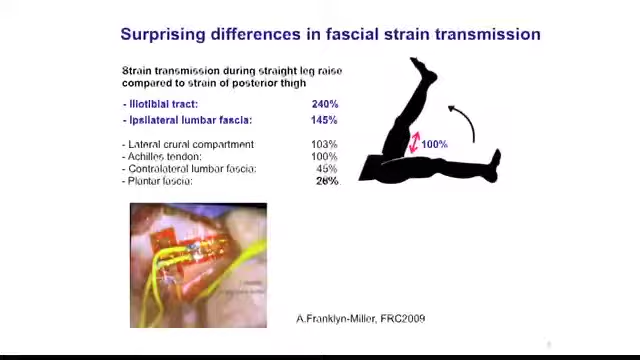 Surprising differences in fascial strain transmission
Strain transmission during straight leg raise
compared to strain of posterior thigh
- Iliotibial tract: 240%
- Ipsilateral lumbar fascia: 145%
- Lateral crural compartment 103%
- Achilles tendon: 100%
- Contralateral lumbar fascia: 45%
- Plantar fascia: 26%
100%
A.Franklyn-Miller, FRC2009